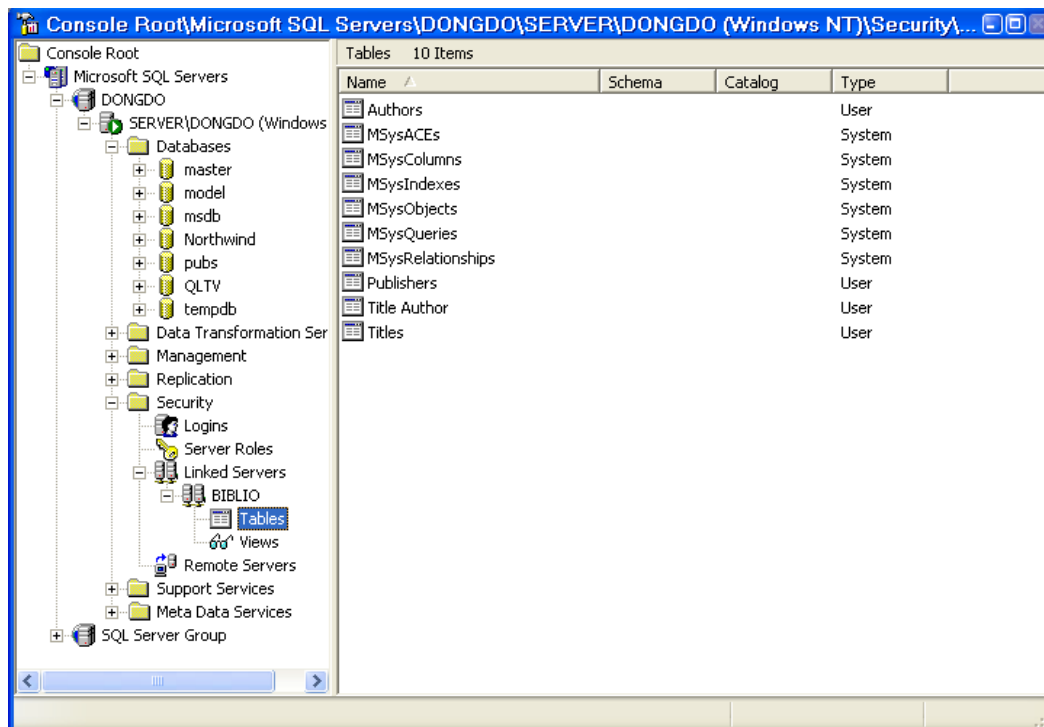 Console Root\Microsoft SQL Servers\DONGDO\SERVER\DONGDO (Windows NT)\Security\...
Console Root
Microsoft SQL Servers
DONGDO
SERVER\DONGDO (Windows
Databases
master
model
msdb
Northwind
pubs
QLTV
tempdb
Data Transformation Ser
Management
Replication
Security
Logins
Server Roles
Linked Servers
BIBLIO
Tables
Views
Remote Servers
Support Services
Meta Data Services
SQL Server Group
Tables 10 Items
Name Schema Catalog Type
Authors User
MSysACEs System
MSysColumns System
MSysIndexes System
MSysObjects System
MSysQueries System
MSysRelationships System
Publishers User
Title Author User
Titles User